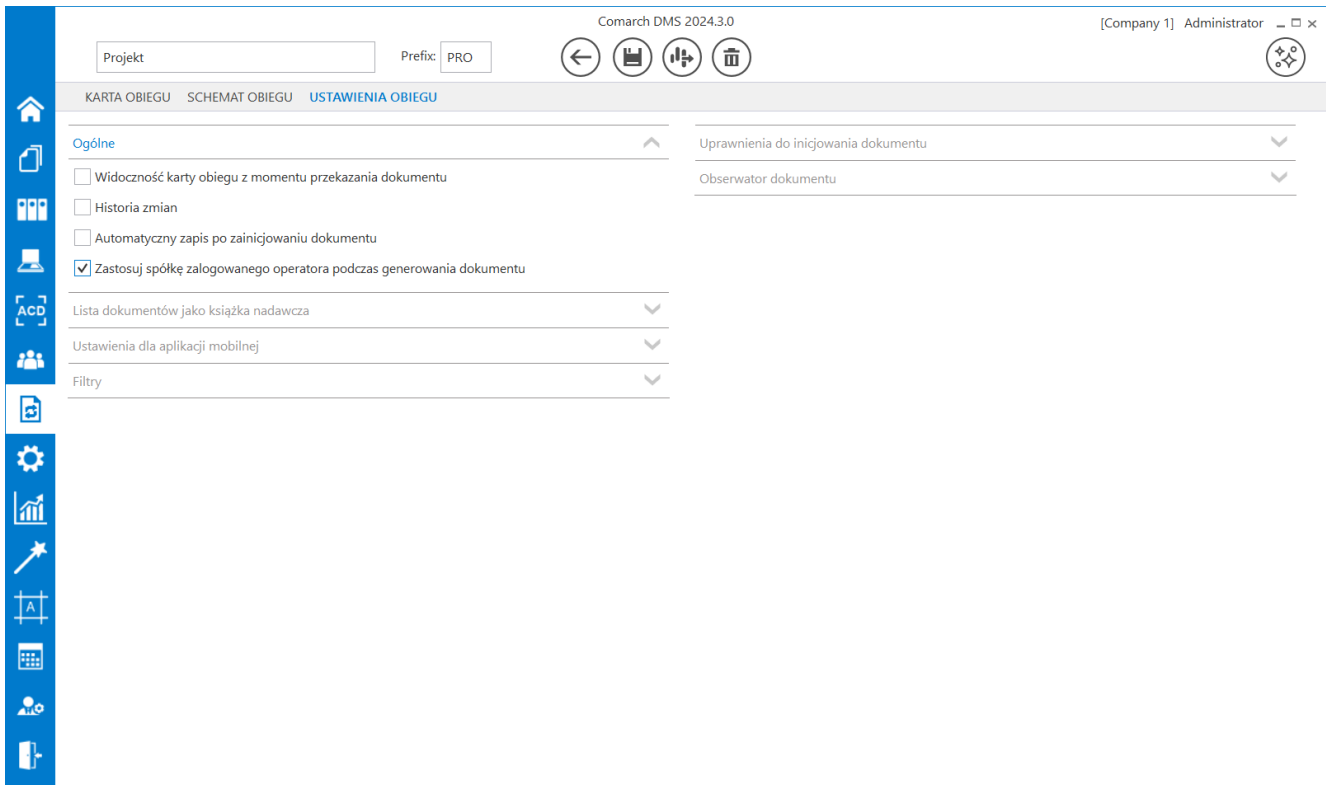 Comarch DMS 2024.3.0
[Company 1] Administrator
Projekt
Prefix: PRO
KARTA OBIEGU SCHEMAT OBIEGU USTAWIENIA OBIEGU
Ogólne
Widoczność karty obiegu z momentu przekazania dokumentu
Historia zmian
Automatyczny zapis po zainicjowaniu dokumentu
Zastosuj spółkę zalogowanego operatora podczas generowania dokumentu
Lista dokumentów jako książka nadawcza
Ustawienia dla aplikacji mobilnej
Filtry
Uprawnienia do inicjowania dokumentu
Obserwator dokumentu
ACD
A